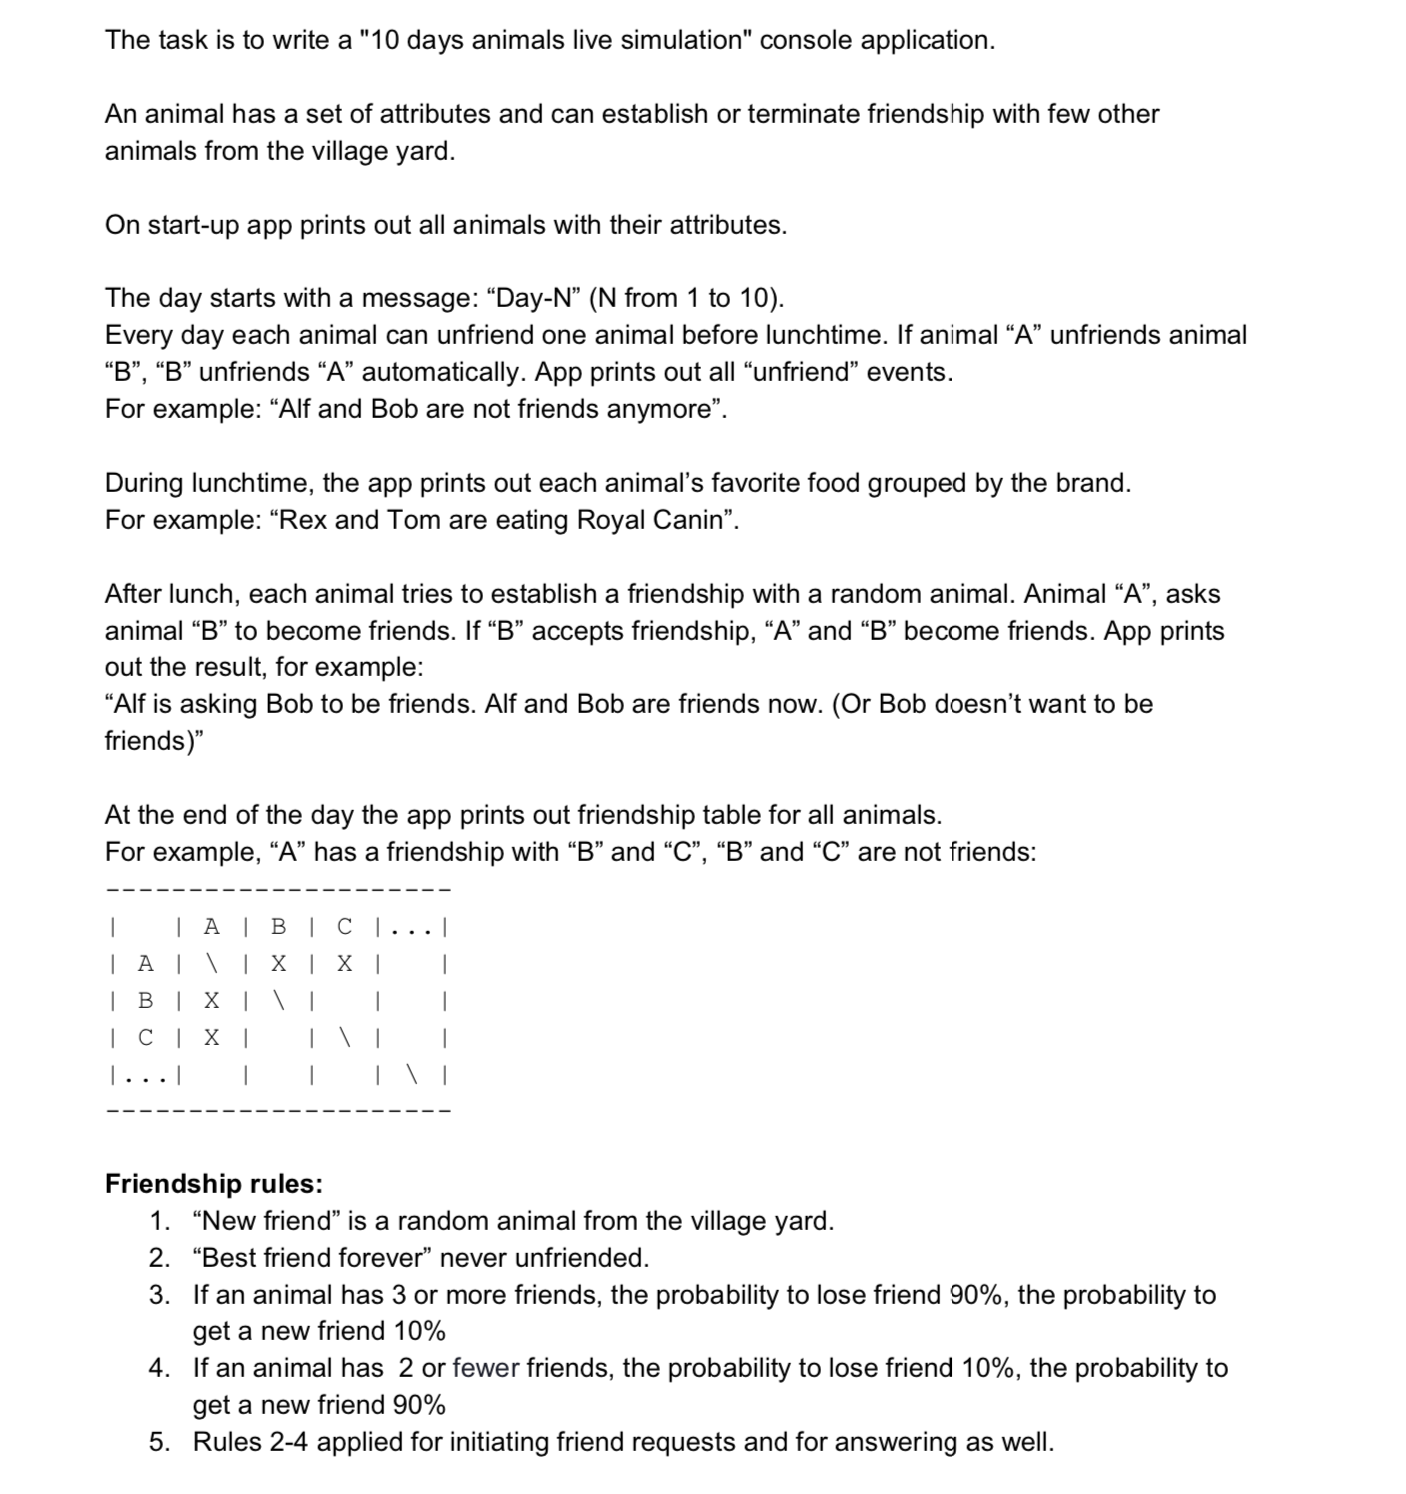 The task is to write a "10 days animals live simulation" console application.
An animal has a set of attributes and can establish or terminate friendship with few other
animals from the village yard.
On start-up app prints out all animals with their attributes.
The day starts with a message: “Day-N” (N from 1 to 10).
Every day each animal can unfriend one animal before lunchtime. If animal “A” unfriends animal
“B”, “B” unfriends “A” automatically. App prints out all “unfriend” events.
For example: “Alf and Bob are not friends anymore”.
During lunchtime, the app prints out each animal’s favorite food grouped by the brand.
For example: “Rex and Tom are eating Royal Canin”.
After lunch, each animal tries to establish a friendship with a random animal. Animal “A”, asks
animal “B” to become friends. If “B” accepts friendship, “A” and “B” become friends. App prints
out the result, for example:
“Alf is asking Bob to be friends. Alf and Bob are friends now. (Or Bob doesn’t want to be
friends)”
At the end of the day the app prints out friendship table for all animals.
For example, “A” has a friendship with “B” and “C”, “B” and “C” are not friends:
---------------------
|   | A | B | C |...|
| A | \ | X | X |   |
| B | X | \ |   |   |
| C | X |   | \ |   |
|...|   |   |   | \ |
---------------------
Friendship rules:
1. “New friend” is a random animal from the village yard.
2. “Best friend forever” never unfriended.
3. If an animal has 3 or more friends, the probability to lose friend 90%, the probability to
get a new friend 10%
4. If an animal has  2 or fewer friends, the probability to lose friend 10%, the probability to
get a new friend 90%
5. Rules 2-4 applied for initiating friend requests and for answering as well.